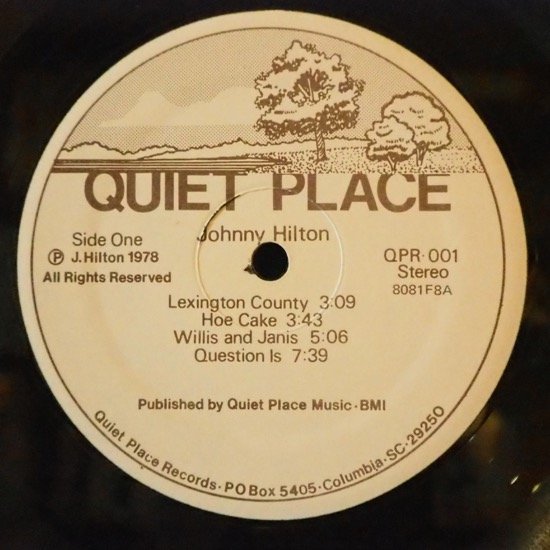 QUIET PLACE
Side One
Johnny Hilton
QPR·001
℗ J.Hilton 1978
Stereo
All Rights Reserved
8081F8A
Lexington County 3:09
Hoe Cake 3:43
Willis and Janis 5:06
Question Is 7:39
Published by Quiet Place Music·BMI
Quiet Place Records·PO Box 5405·Columbia·SC·29250